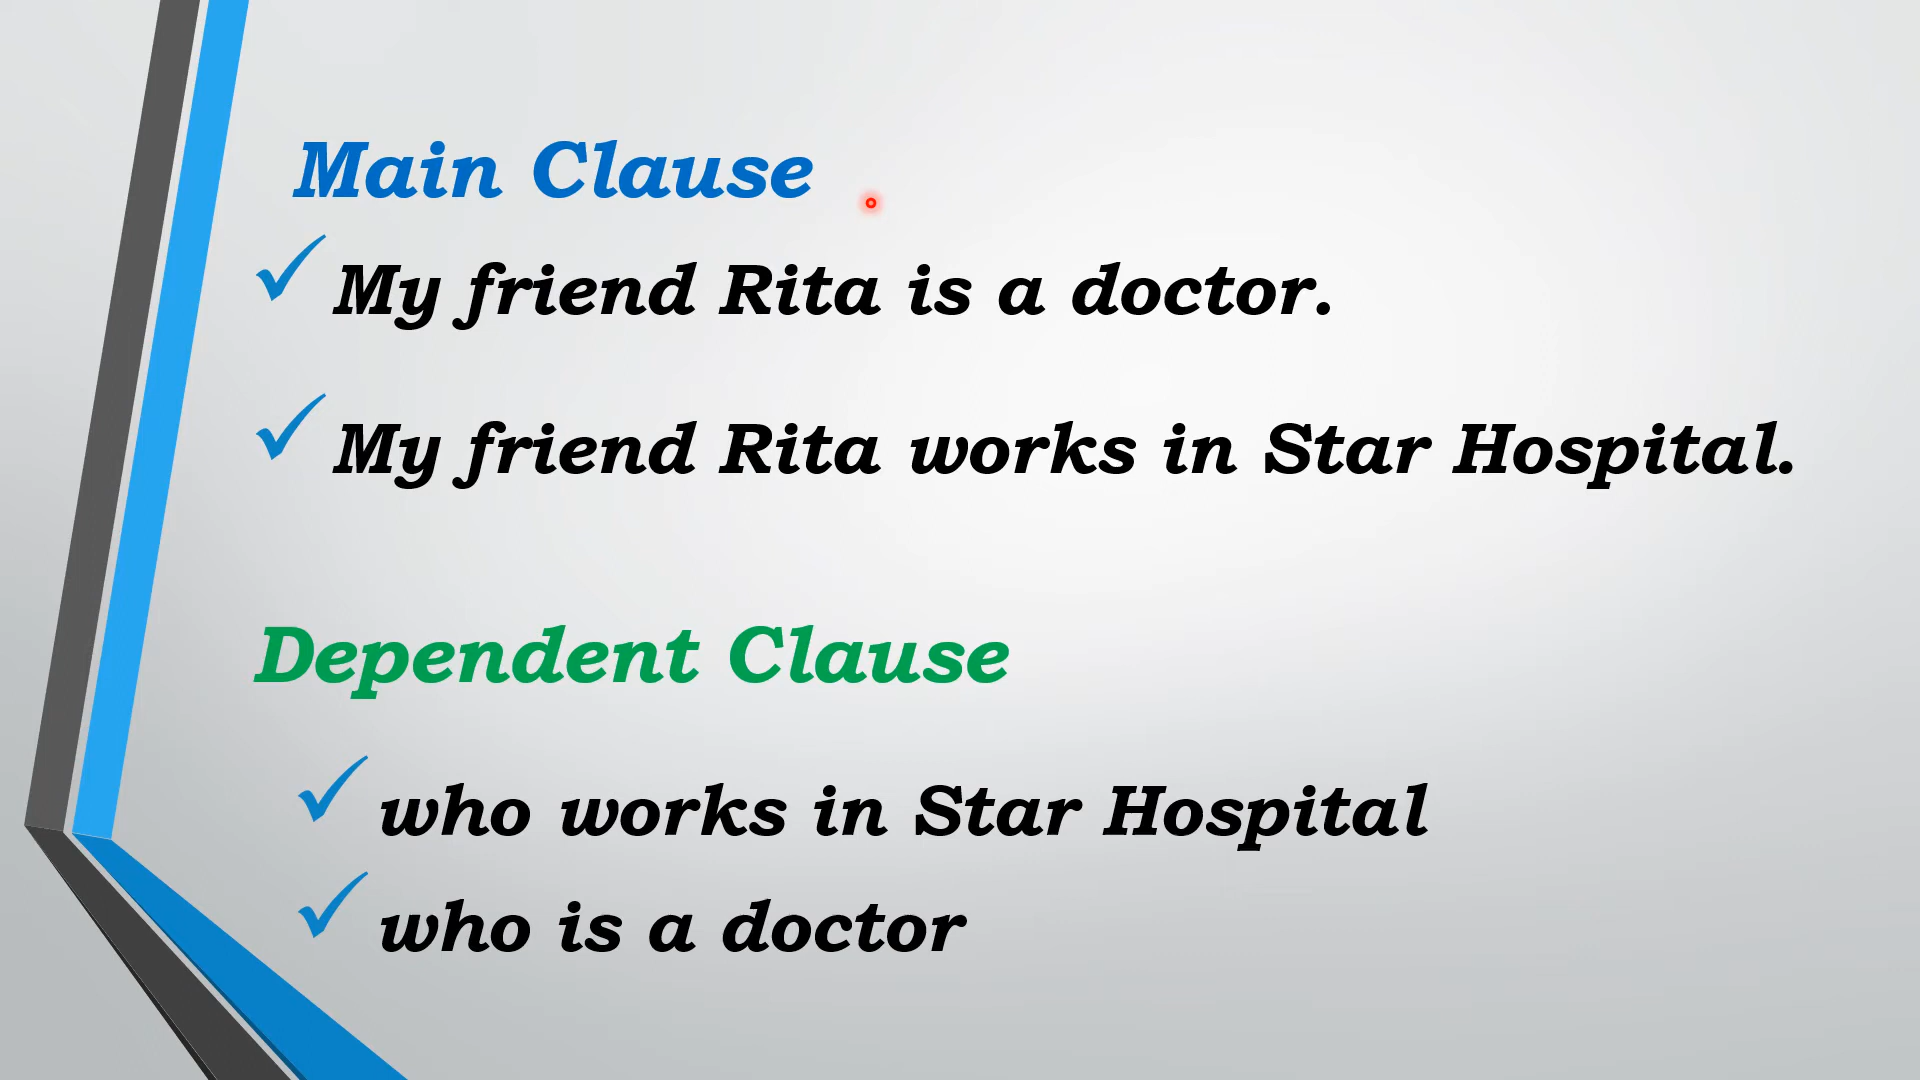 Main Clause
My friend Rita is a doctor.
My friend Rita works in Star Hospital.
Dependent Clause
who works in Star Hospital
who is a doctor